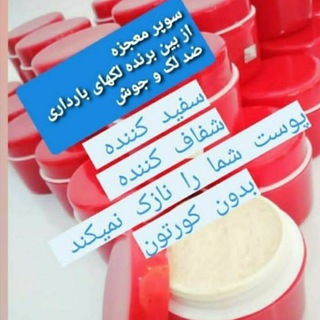 سوپر معجزه
از بین برنده لکهای بارداری
ضد لک و جوش
سفید کننده
شفاف کننده
پوست شما را نازک نمیکند
بدون کورتون